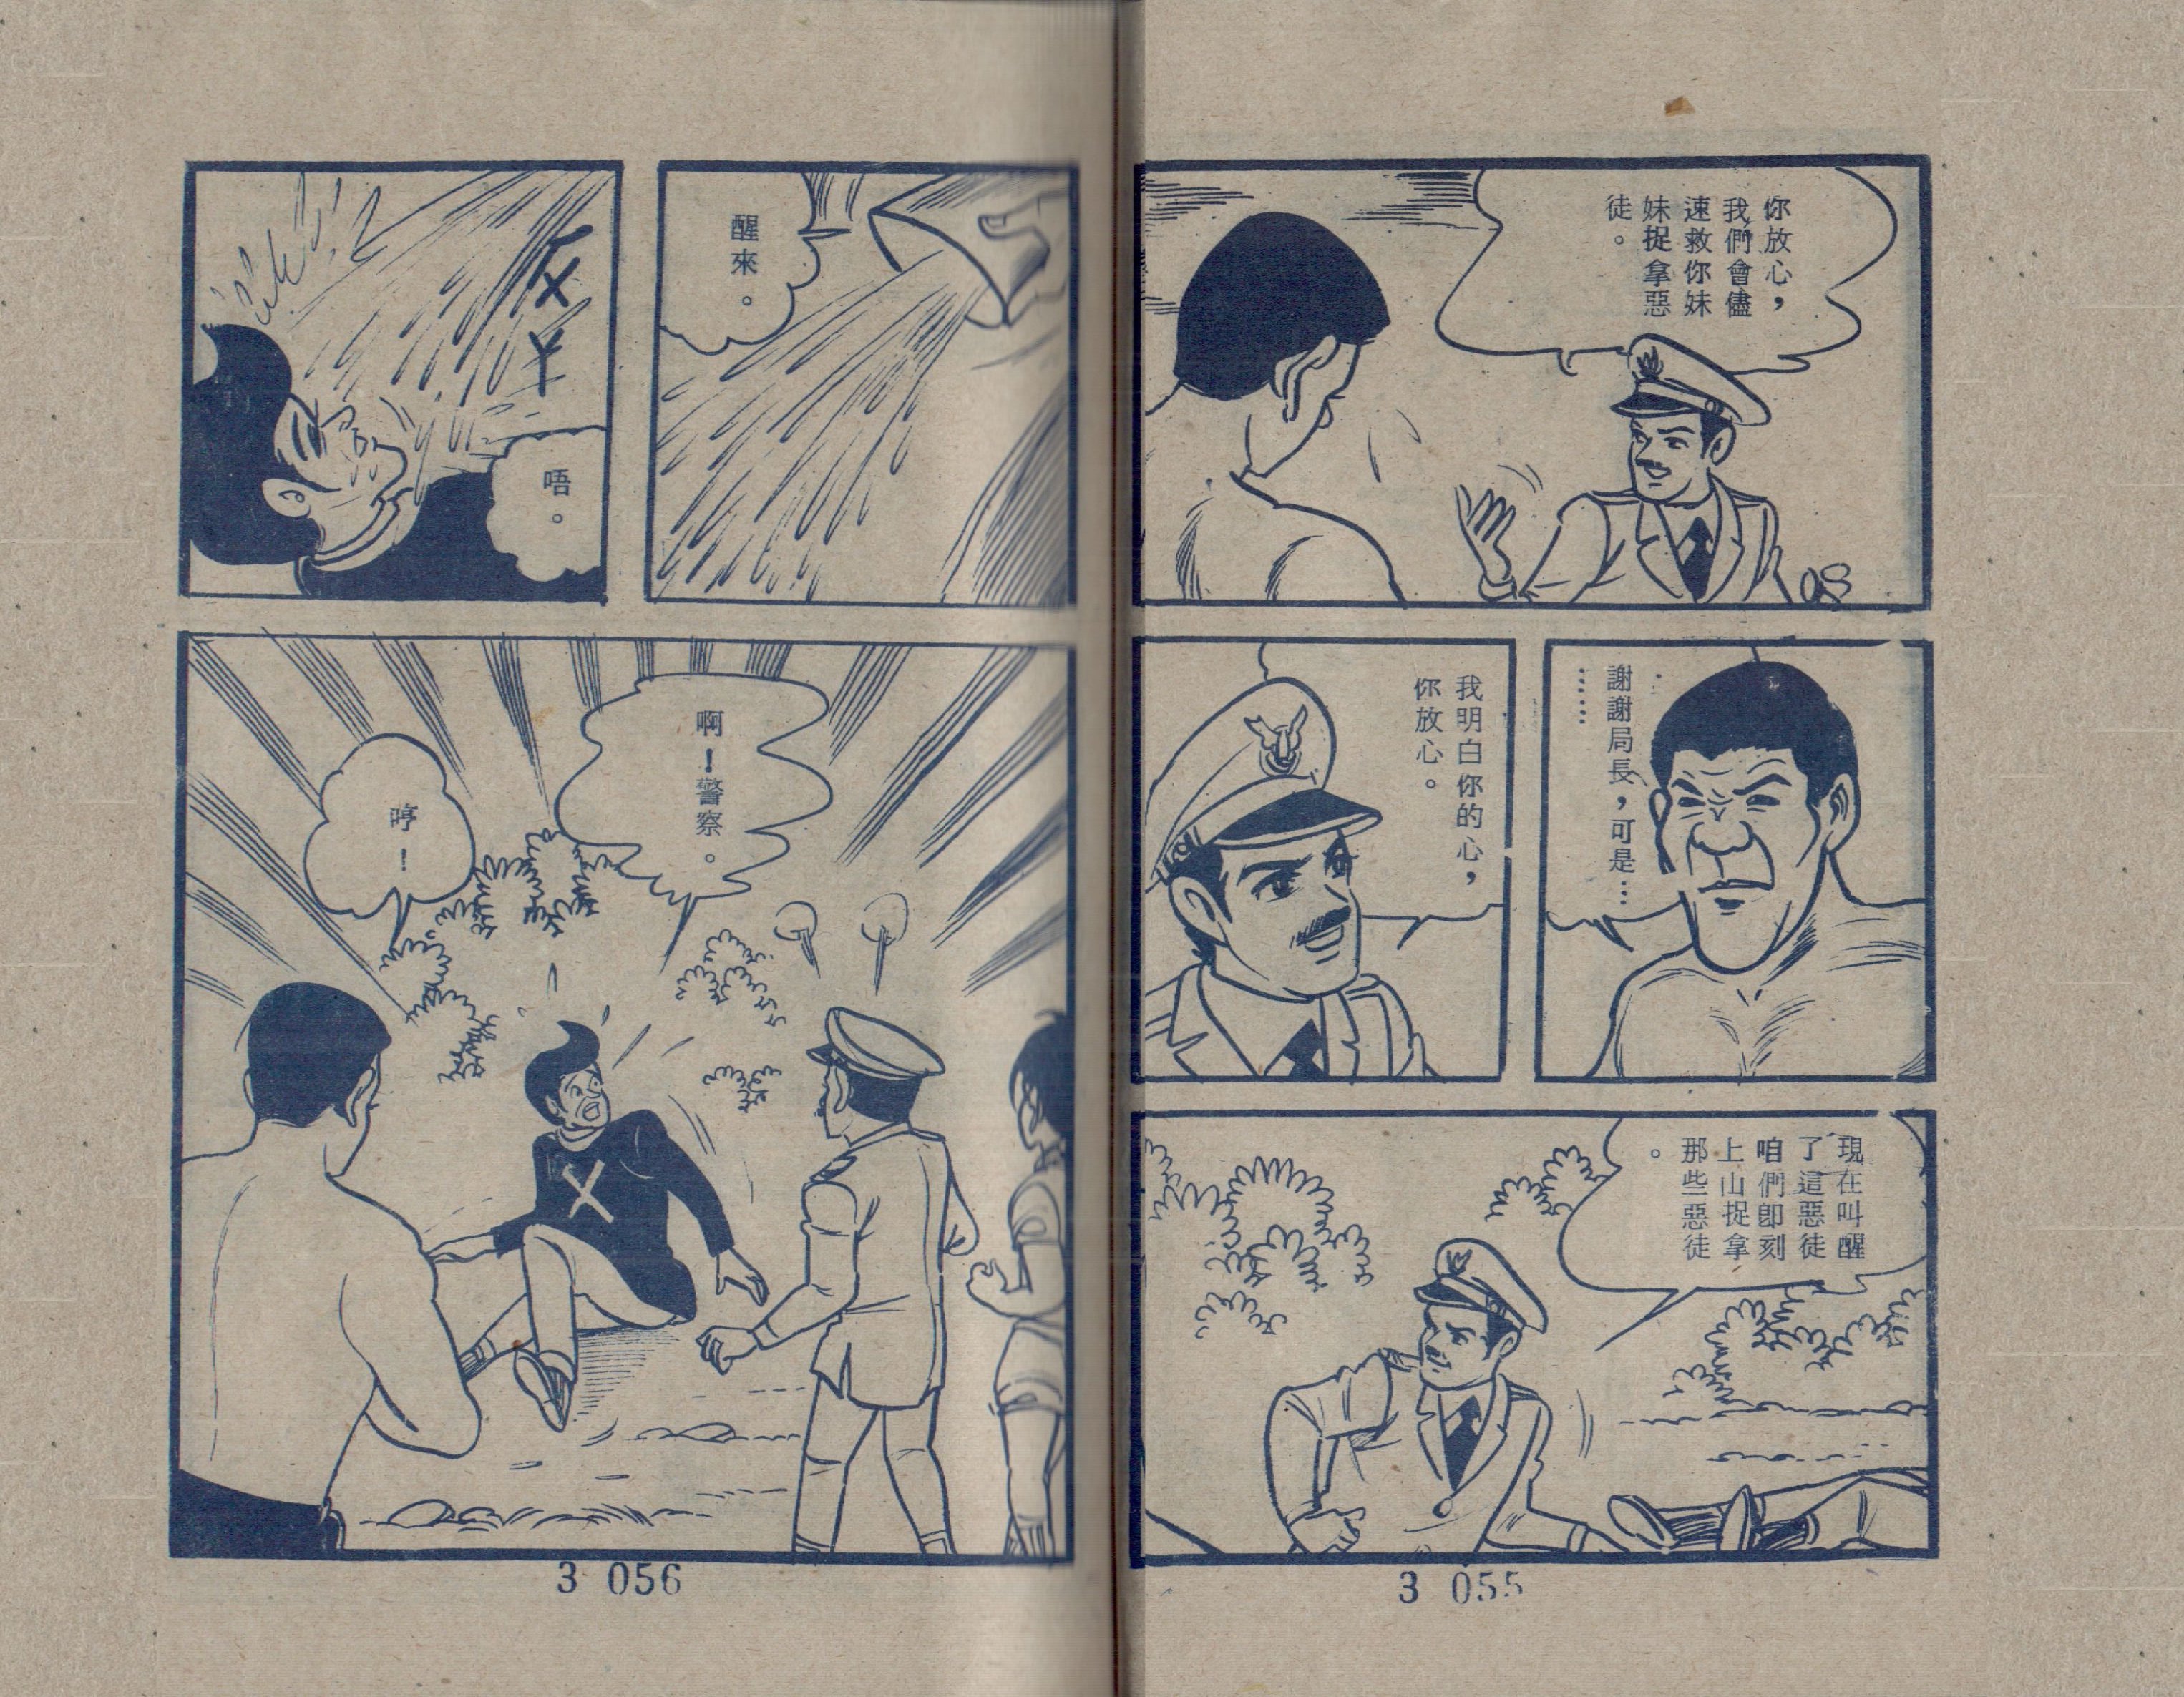 你放心，
我們會儘
速救你妹
妹捉拿惡
徒。
謝謝局長，可是…
……
我明白你的心，
你放心。
現在叫醒
了這惡徒
咱們即刻
上山捉拿
那些惡徒
。
3 055
醒來。
ㄆㄚ
唔。
啊！警察。
哼！
3 056